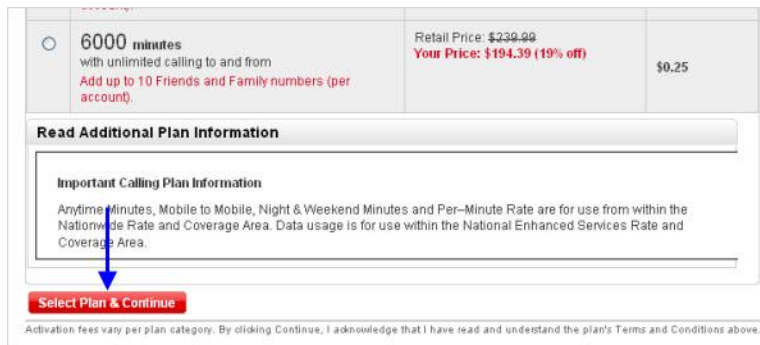 account).
6000 minutes
with unlimited calling to and from
Add up to 10 Friends and Family numbers (per
account).
Retail Price: $239.99
Your Price: $194.39 (19% off)
$0.25
Read Additional Plan Information
Important Calling Plan Information
Anytime Minutes, Mobile to Mobile, Night & Weekend Minutes and Per–Minute Rate are for use from within the
Nationwide Rate and Coverage Area. Data usage is for use within the National Enhanced Services Rate and
Coverage Area.
Select Plan & Continue
Activation fees vary per plan category. By clicking Continue, I acknowledge that I have read and understand the plan's Terms and Conditions above.